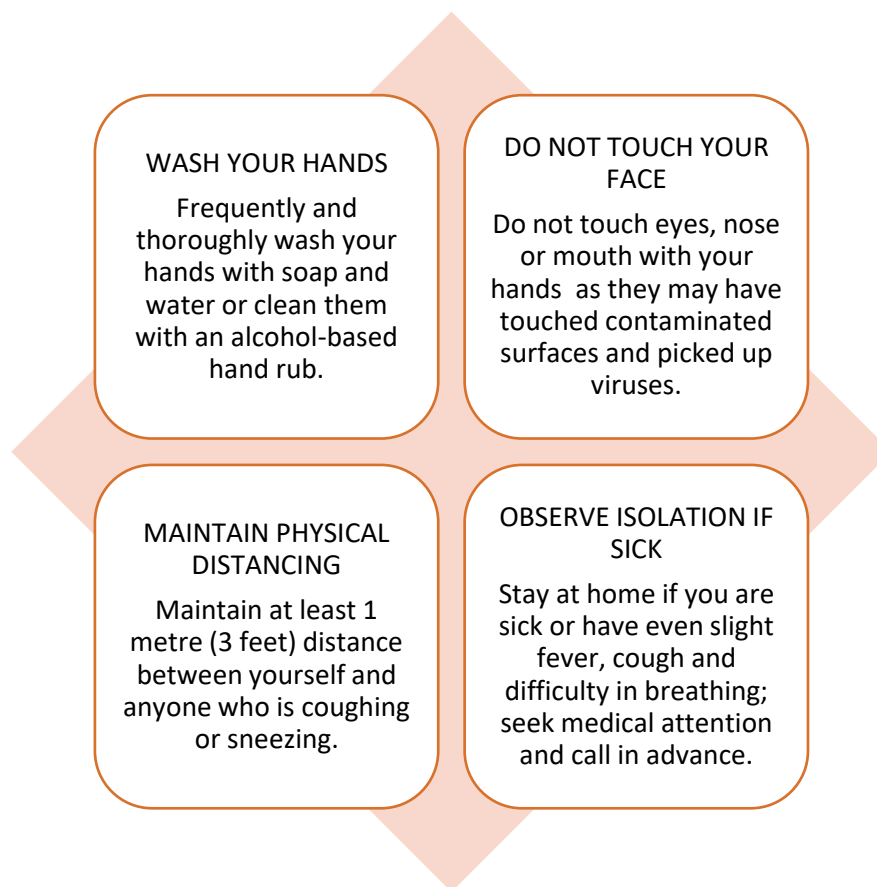 WASH YOUR HANDS
Frequently and
thoroughly wash your
hands with soap and
water or clean them
with an alcohol-based
hand rub.
DO NOT TOUCH YOUR
FACE
Do not touch eyes, nose
or mouth with your
hands  as they may have
touched contaminated
surfaces and picked up
viruses.
MAINTAIN PHYSICAL
DISTANCING
Maintain at least 1
metre (3 feet) distance
between yourself and
anyone who is coughing
or sneezing.
OBSERVE ISOLATION IF
SICK
Stay at home if you are
sick or have even slight
fever, cough and
difficulty in breathing;
seek medical attention
and call in advance.